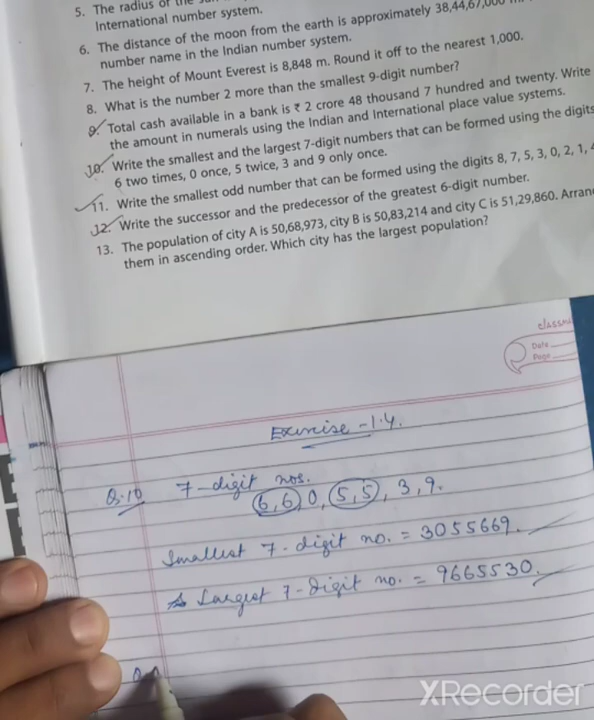 5. The radius of the
International number system.
6. The distance of the moon from the earth is approximately 38,44,67,000
number name in the Indian number system.
7. The height of Mount Everest is 8,848 m. Round it off to the nearest 1,000.
8. What is the number 2 more than the smallest 9-digit number?
9. Total cash available in a bank is ₹ 2 crore 48 thousand 7 hundred and twenty. Write
the amount in numerals using the Indian and International place value systems.
10. Write the smallest and the largest 7-digit numbers that can be formed using the digits
6 two times, 0 once, 5 twice, 3 and 9 only once.
11. Write the smallest odd number that can be formed using the digits 8, 7, 5, 3, 0, 2, 1, 4
12. Write the successor and the predecessor of the greatest 6-digit number.
13. The population of city A is 50,68,973, city B is 50,83,214 and city C is 51,29,860. Arran
them in ascending order. Which city has the largest population?
classm
Date
Page
Exercise - 1.4.
Q.10 7-digit nos.
6,6, 0, 5,5, 3, 9.
Smallest 7-digit no. = 3055669.
Largest 7-digit no. = 9665530.
Q
XRecorder